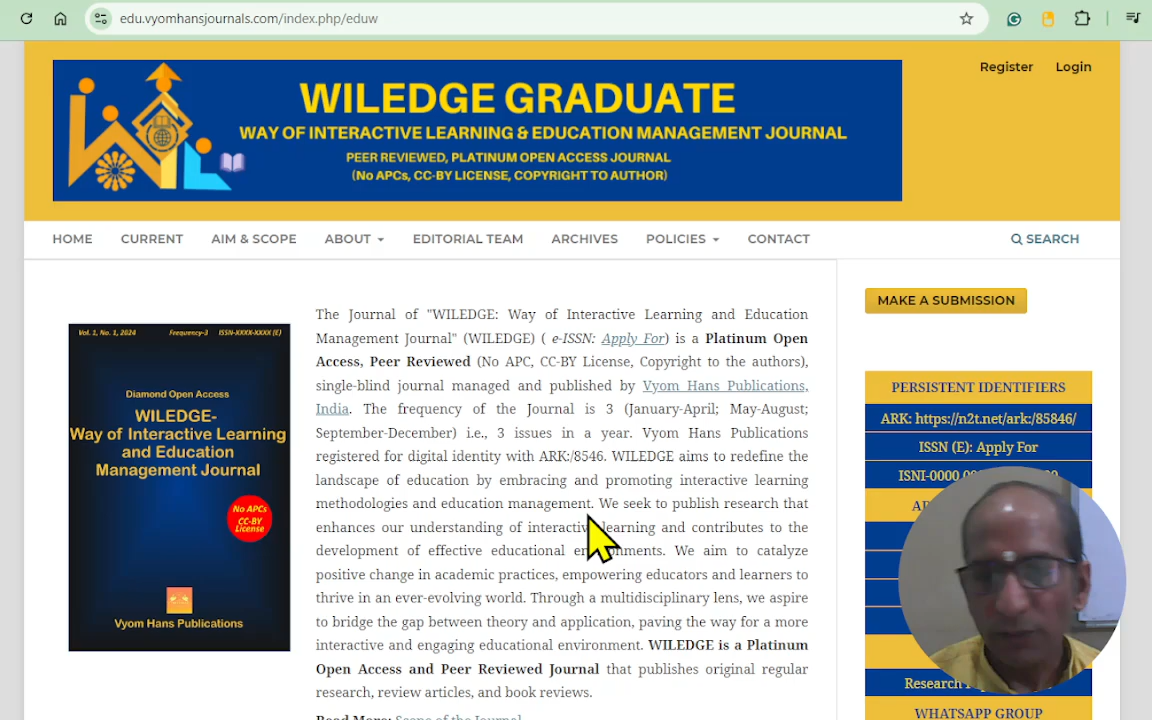 edu.vyomhansjournals.com/index.php/eduw
Register Login
WILEDGE GRADUATE
WAY OF INTERACTIVE LEARNING & EDUCATION MANAGEMENT JOURNAL
PEER REVIEWED, PLATINUM OPEN ACCESS JOURNAL
(No APCs, CC-BY LICENSE, COPYRIGHT TO AUTHOR)
HOME CURRENT AIM & SCOPE ABOUT EDITORIAL TEAM ARCHIVES POLICIES CONTACT SEARCH
Vol. 1, No. 1, 2024 Frequency-3 ISSN-XXXX-XXXX (E)
Diamond Open Access
WILEDGE-
Way of Interactive Learning
and Education
Management Journal
No APCs
CC-BY
License
Vyom Hans Publications
The Journal of "WILEDGE: Way of Interactive Learning and Education
Management Journal" (WILEDGE) ( e-ISSN: Apply For) is a Platinum Open
Access, Peer Reviewed (No APC, CC-BY License, Copyright to the authors),
single-blind journal managed and published by Vyom Hans Publications,
India. The frequency of the Journal is 3 (January-April; May-August;
September-December) i.e., 3 issues in a year. Vyom Hans Publications
registered for digital identity with ARK:/8546. WILEDGE aims to redefine the
landscape of education by embracing and promoting interactive learning
methodologies and education management. We seek to publish research that
enhances our understanding of interactive learning and contributes to the
development of effective educational environments. We aim to catalyze
positive change in academic practices, empowering educators and learners to
thrive in an ever-evolving world. Through a multidisciplinary lens, we aspire
to bridge the gap between theory and application, paving the way for a more
interactive and engaging educational environment. WILEDGE is a Platinum
Open Access and Peer Reviewed Journal that publishes original regular
research, review articles, and book reviews.
Read More: Scope of the Journal
MAKE A SUBMISSION
PERSISTENT IDENTIFIERS
ARK: https://n2t.net/ark:/85846/
ISSN (E): Apply For
ISNI-0000
Research
WHATSAPP GROUP